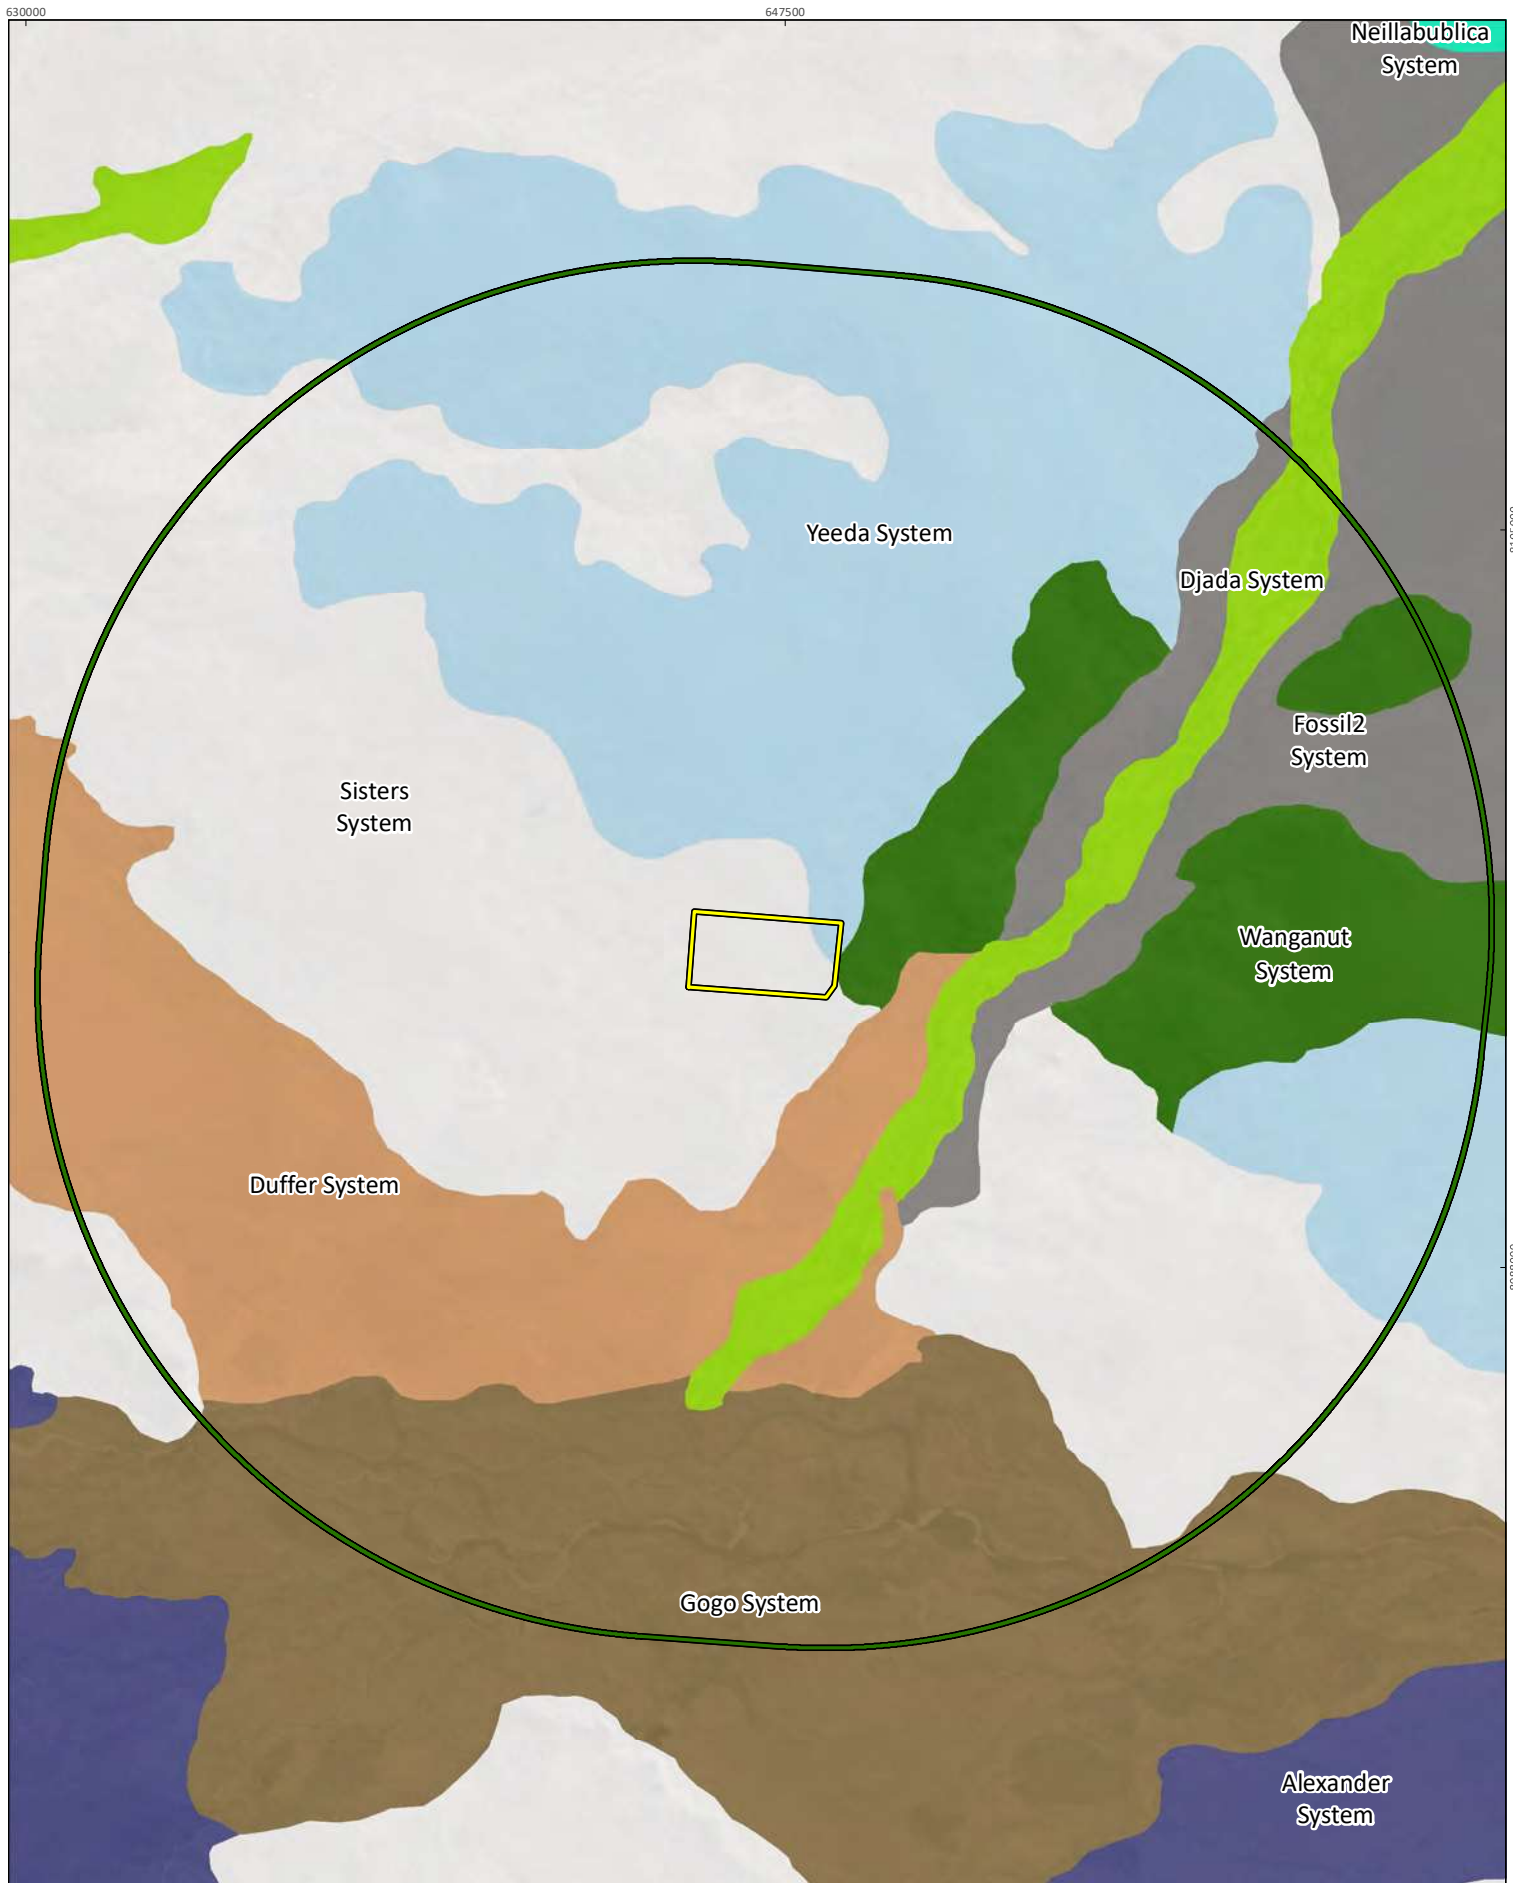 630000
647500
Neillabublica
System
Yeeda System
Djada System
Fossil2
System
Sisters
System
Wanganut
System
Duffer System
Gogo System
Alexander
System